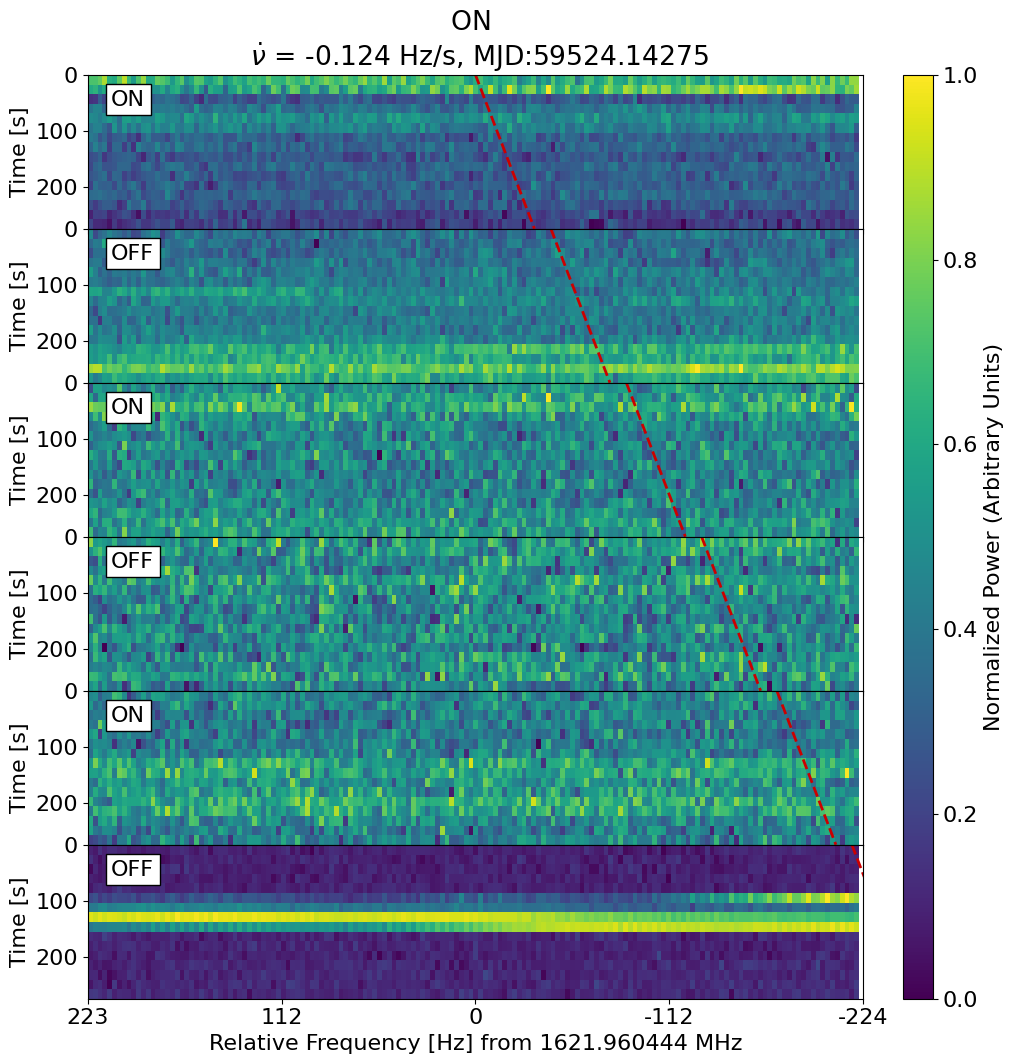 ON
ν̇ = -0.124 Hz/s, MJD:59524.14275
0
100
200
Time [s]
ON
0
100
200
Time [s]
OFF
0
100
200
Time [s]
ON
0
100
200
Time [s]
OFF
0
100
200
Time [s]
ON
0
100
200
Time [s]
OFF
223 112 0 -112 -224
Relative Frequency [Hz] from 1621.960444 MHz
1.0
0.8
0.6
0.4
0.2
0.0
Normalized Power (Arbitrary Units)